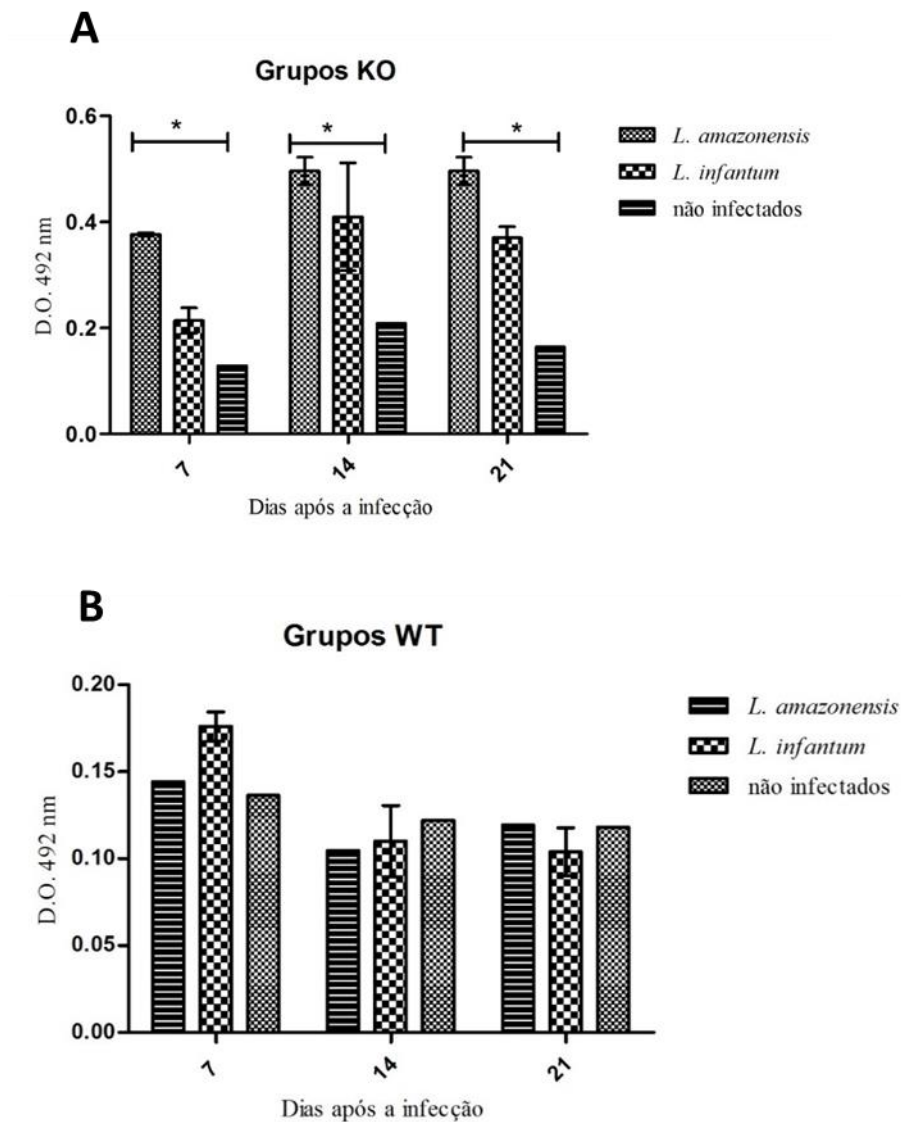 A
Grupos KO
0.6
0.4
0.2
0.0
D.O. 492 nm
* * *
7 14 21
Dias após a infecção
L. amazonensis
L. infantum
não infectados
B
Grupos WT
0.20
0.15
0.10
0.05
0.00
D.O. 492 nm
7 14 21
Dias após a infecção
L. amazonensis
L. infantum
não infectados